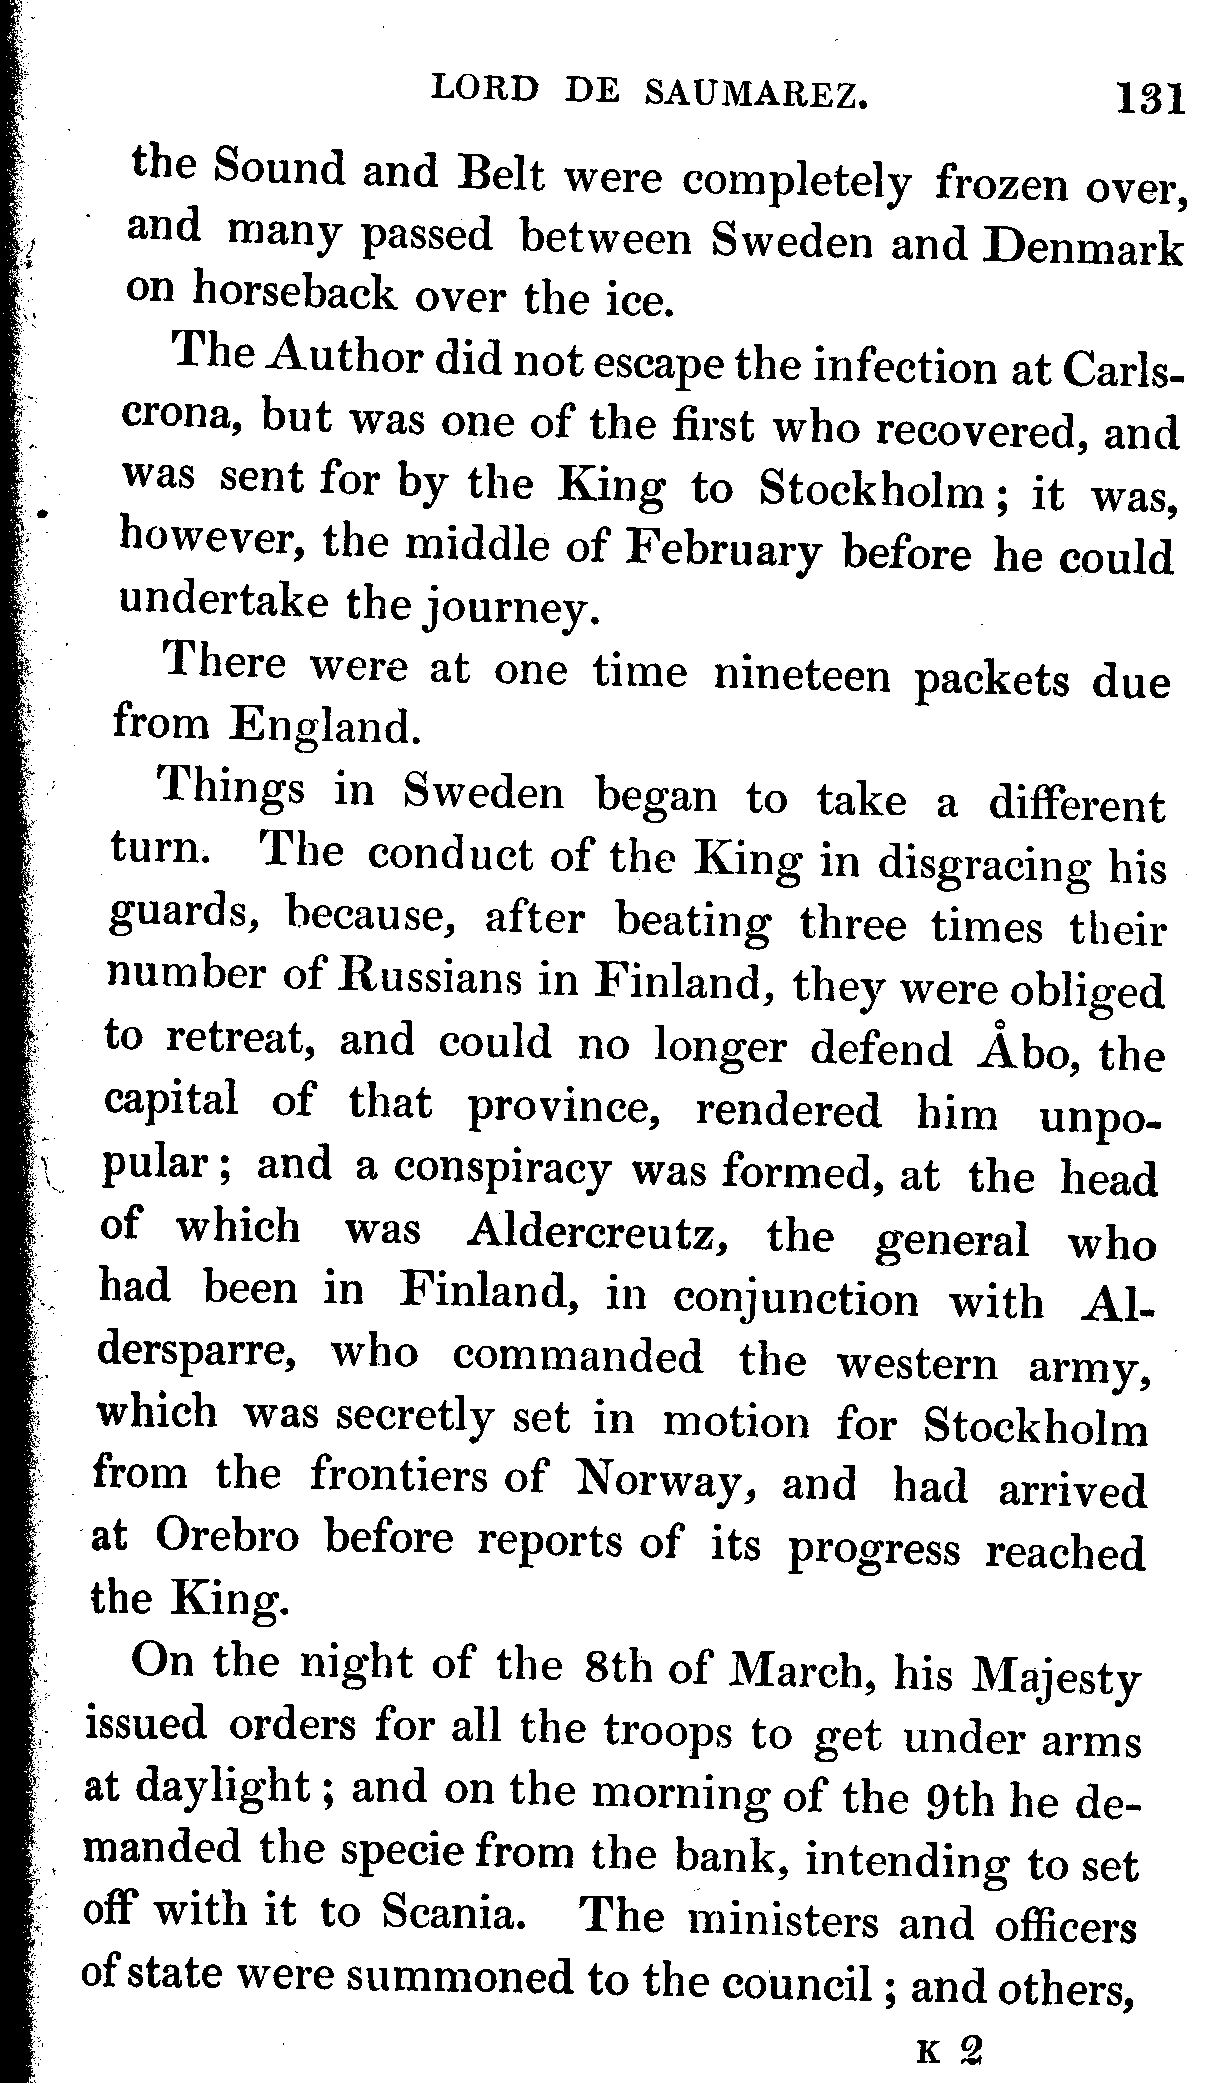 LORD DE SAUMAREZ. 131
the Sound and Belt were completely frozen over,
and many passed between Sweden and Denmark
on horseback over the ice.
The Author did not escape the infection at Carls-
crona, but was one of the first who recovered, and
was sent for by the King to Stockholm; it was,
however, the middle of February before he could
undertake the journey.
There were at one time nineteen packets due
from England.
Things in Sweden began to take a different
turn. The conduct of the King in disgracing his
guards, because, after beating three times their
number of Russians in Finland, they were obliged
to retreat, and could no longer defend Åbo, the
capital of that province, rendered him unpo-
pular; and a conspiracy was formed, at the head
of which was Aldercreutz, the general who
had been in Finland, in conjunction with Al-
dersparre, who commanded the western army,
which was secretly set in motion for Stockholm
from the frontiers of Norway, and had arrived
at Orebro before reports of its progress reached
the King.
On the night of the 8th of March, his Majesty
issued orders for all the troops to get under arms
at daylight; and on the morning of the 9th he de-
manded the specie from the bank, intending to set
off with it to Scania. The ministers and officers
of state were summoned to the council; and others,
K 2